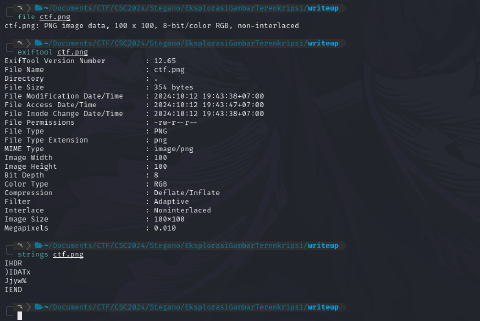 ~/Documents/CTF/CSC2024/Stegano/EksplorasiGambarTerenkripsi/writeup
file ctf.png
ctf.png: PNG image data, 100 x 100, 8-bit/color RGB, non-interlaced
~/Documents/CTF/CSC2024/Stegano/EksplorasiGambarTerenkripsi/writeup
exiftool ctf.png
ExifTool Version Number : 12.65
File Name : ctf.png
Directory : .
File Size : 354 bytes
File Modification Date/Time : 2024:10:12 19:43:38+07:00
File Access Date/Time : 2024:10:12 19:43:47+07:00
File Inode Change Date/Time : 2024:10:12 19:43:38+07:00
File Permissions : -rw-r--r--
File Type : PNG
File Type Extension : png
MIME Type : image/png
Image Width : 100
Image Height : 100
Bit Depth : 8
Color Type : RGB
Compression : Deflate/Inflate
Filter : Adaptive
Interlace : Noninterlaced
Image Size : 100×100
Megapixels : 0.010
~/Documents/CTF/CSC2024/Stegano/EksplorasiGambarTerenkripsi/writeup
strings ctf.png
IHDR
)IDATx
Jjyw%
IEND
~/Documents/CTF/CSC2024/Stegano/EksplorasiGambarTerenkripsi/writeup